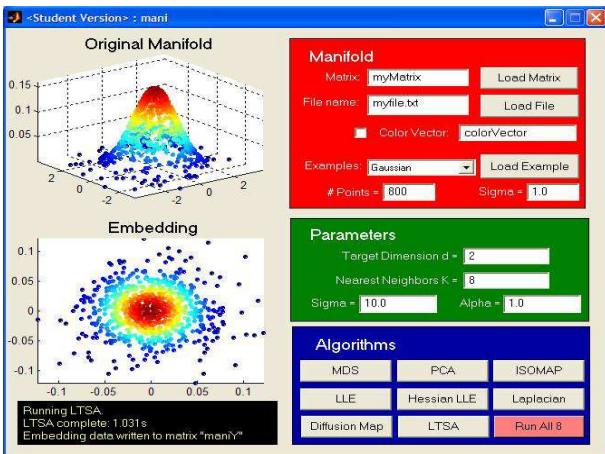 <Student Version> : mani
Original Manifold
0.15
0.1
0.05
2
0
-2
-2
0
2
Embedding
0.1
0.05
0
-0.05
-0.1
-0.1
-0.05
0
0.05
0.1
Running LTSA.
LTSA complete: 1.031s
Embedding data written to matrix "maniY"
Manifold
Matrix: myMatrix Load Matrix
File name: myfile.txt Load File
Color Vector: colorVector
Examples: Gaussian Load Example
# Points = 800 Sigma = 1.0
Parameters
Target Dimension d = 2
Nearest Neighbors K = 8
Sigma = 10.0 Alpha = 1.0
Algorithms
MDS PCA ISOMAP
LLE Hessian LLE Laplacian
Diffusion Map LTSA Run All 8